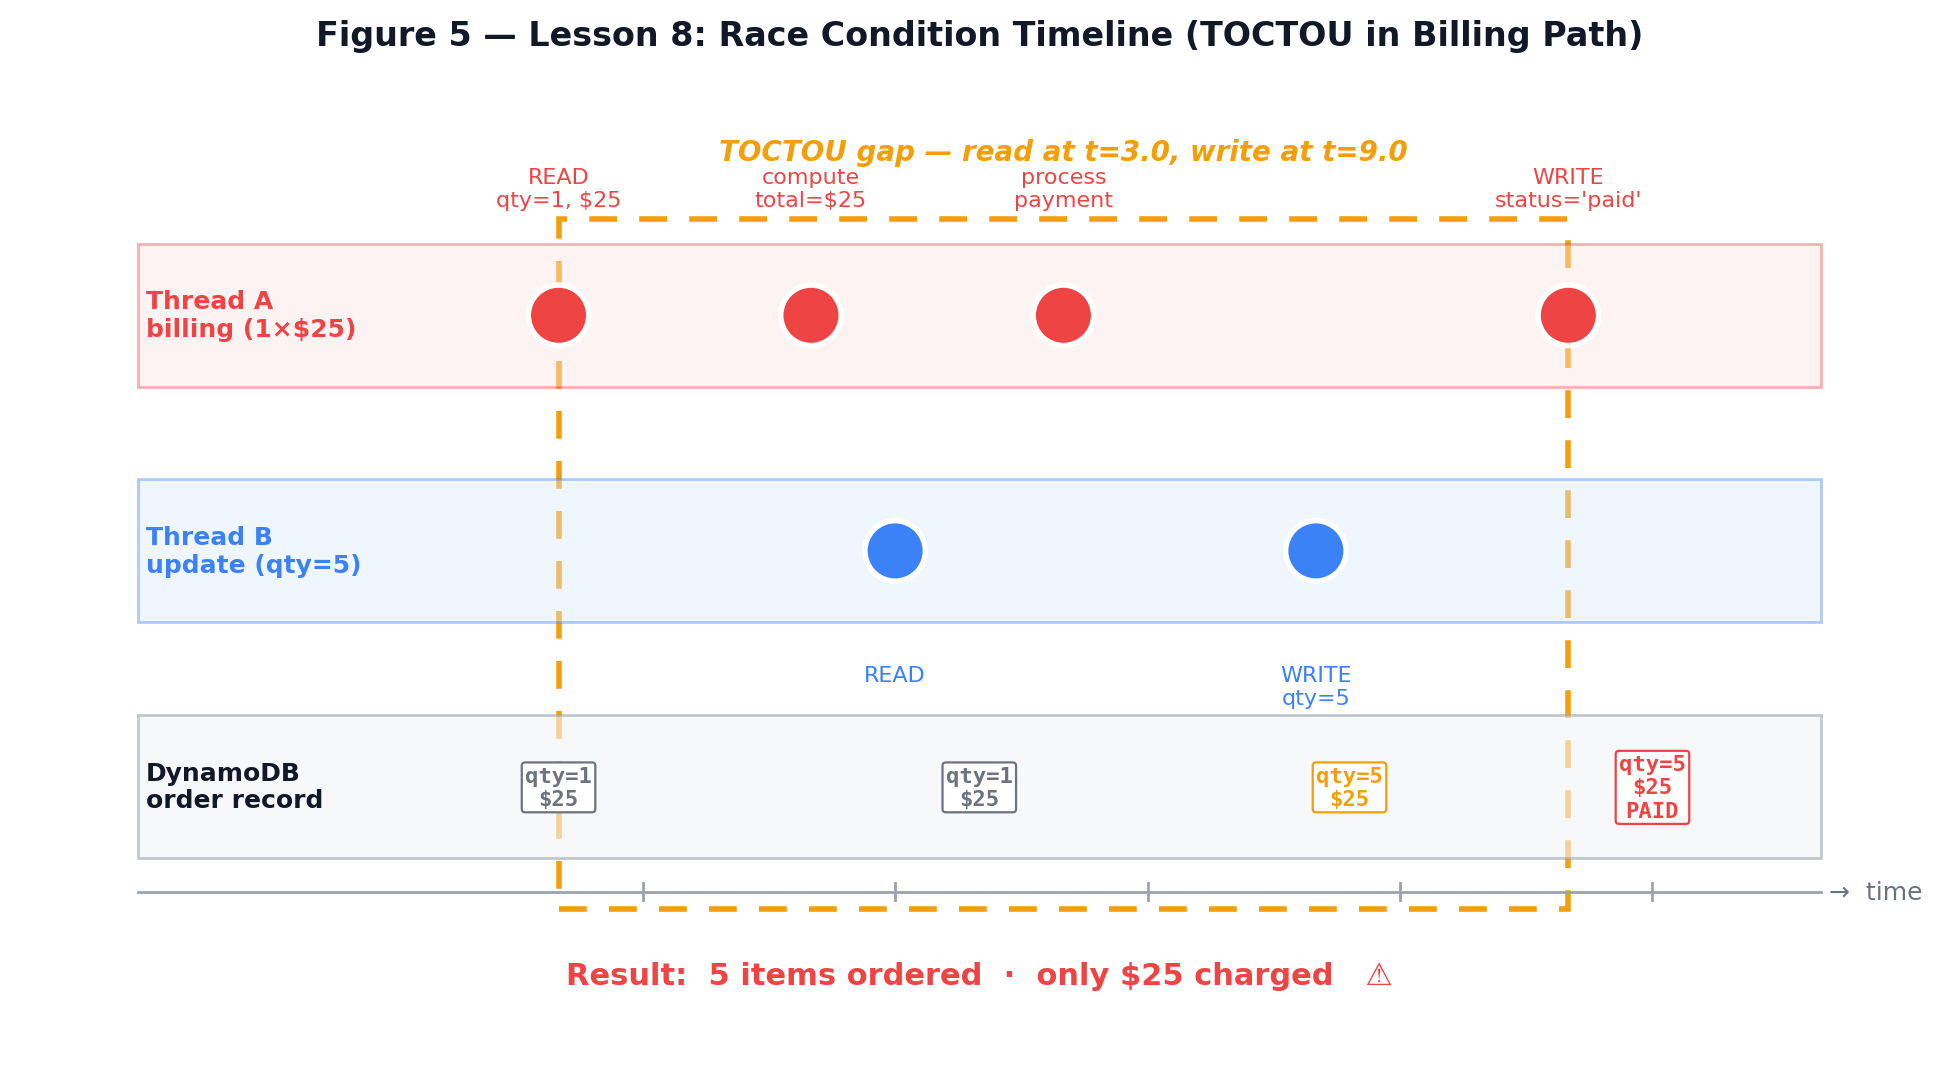 Figure 5 — Lesson 8: Race Condition Timeline (TOCTOU in Billing Path)
TOCTOU gap — read at t=3.0, write at t=9.0
READ
qty=1, $25
compute
total=$25
process
payment
WRITE
status='paid'
Thread A
billing (1×$25)
Thread B
update (qty=5)
READ
WRITE
qty=5
DynamoDB
order record
qty=1
$25
qty=1
$25
qty=5
$25
qty=5
$25
PAID
→ time
Result: 5 items ordered · only $25 charged ⚠